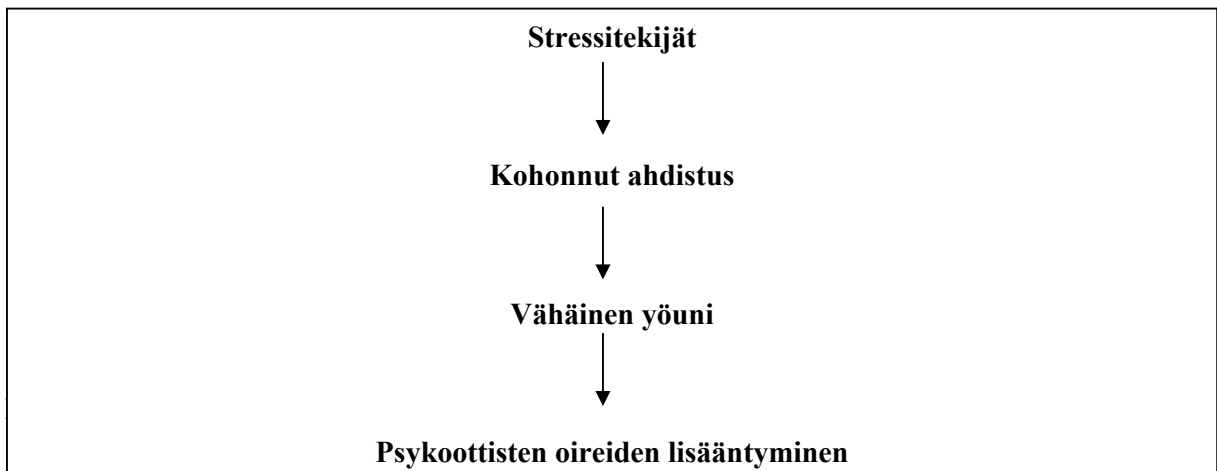 Stressitekijät
Kohonnut ahdistus
Vähäinen yöuni
Psykoottisten oireiden lisääntyminen